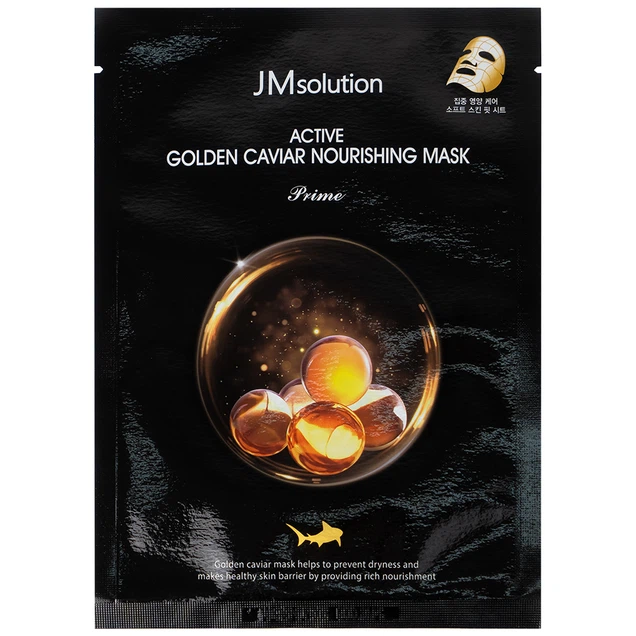 JMsolution
집중 영양 케어
소프트 스킨 핏 시트
ACTIVE
GOLDEN CAVIAR NOURISHING MASK
Prime
Golden caviar mask helps to prevent dryness and
makes healthy skin barrier by providing rich nourishment